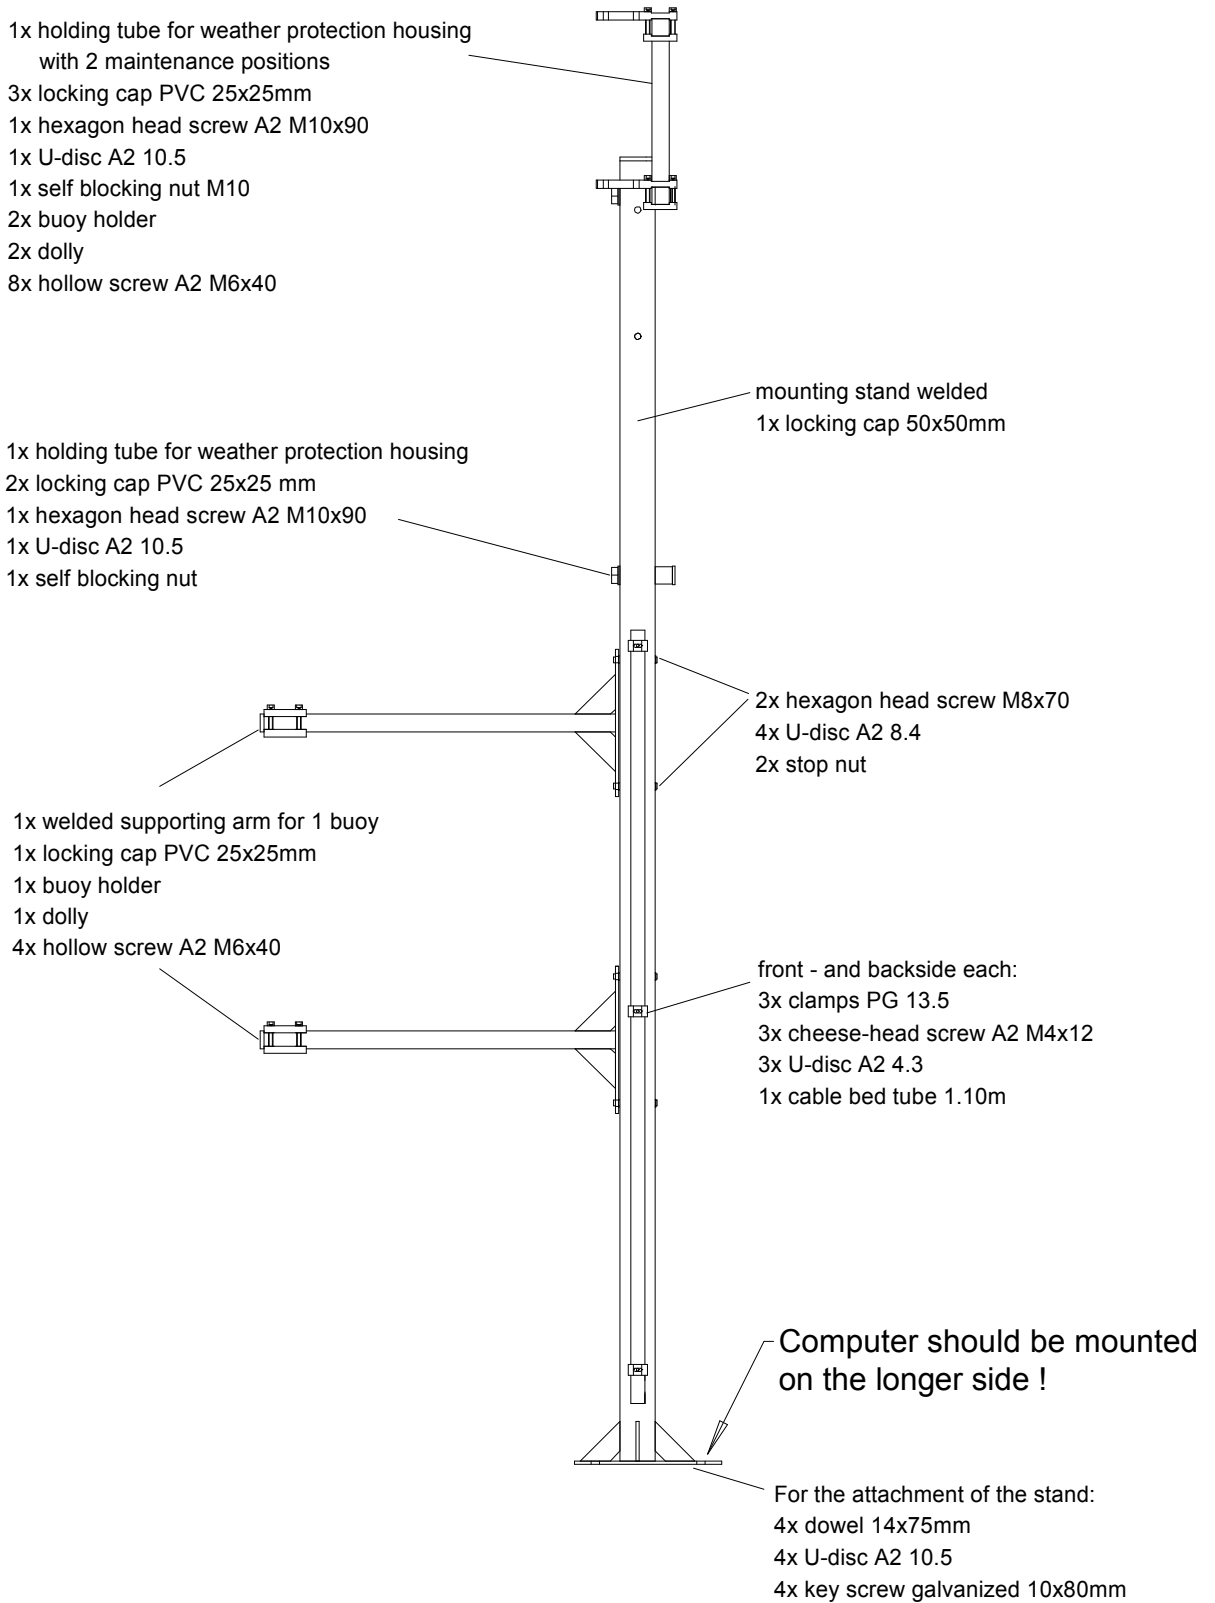 1x holding tube for weather protection housing
with 2 maintenance positions
3x locking cap PVC 25x25mm
1x hexagon head screw A2 M10x90
1x U-disc A2 10.5
1x self blocking nut M10
2x buoy holder
2x dolly
8x hollow screw A2 M6x40
mounting stand welded
1x locking cap 50x50mm
1x holding tube for weather protection housing
2x locking cap PVC 25x25 mm
1x hexagon head screw A2 M10x90
1x U-disc A2 10.5
1x self blocking nut
2x hexagon head screw M8x70
4x U-disc A2 8.4
2x stop nut
1x welded supporting arm for 1 buoy
1x locking cap PVC 25x25mm
1x buoy holder
1x dolly
4x hollow screw A2 M6x40
front - and backside each:
3x clamps PG 13.5
3x cheese-head screw A2 M4x12
3x U-disc A2 4.3
1x cable bed tube 1.10m
Computer should be mounted
on the longer side !
For the attachment of the stand:
4x dowel 14x75mm
4x U-disc A2 10.5
4x key screw galvanized 10x80mm